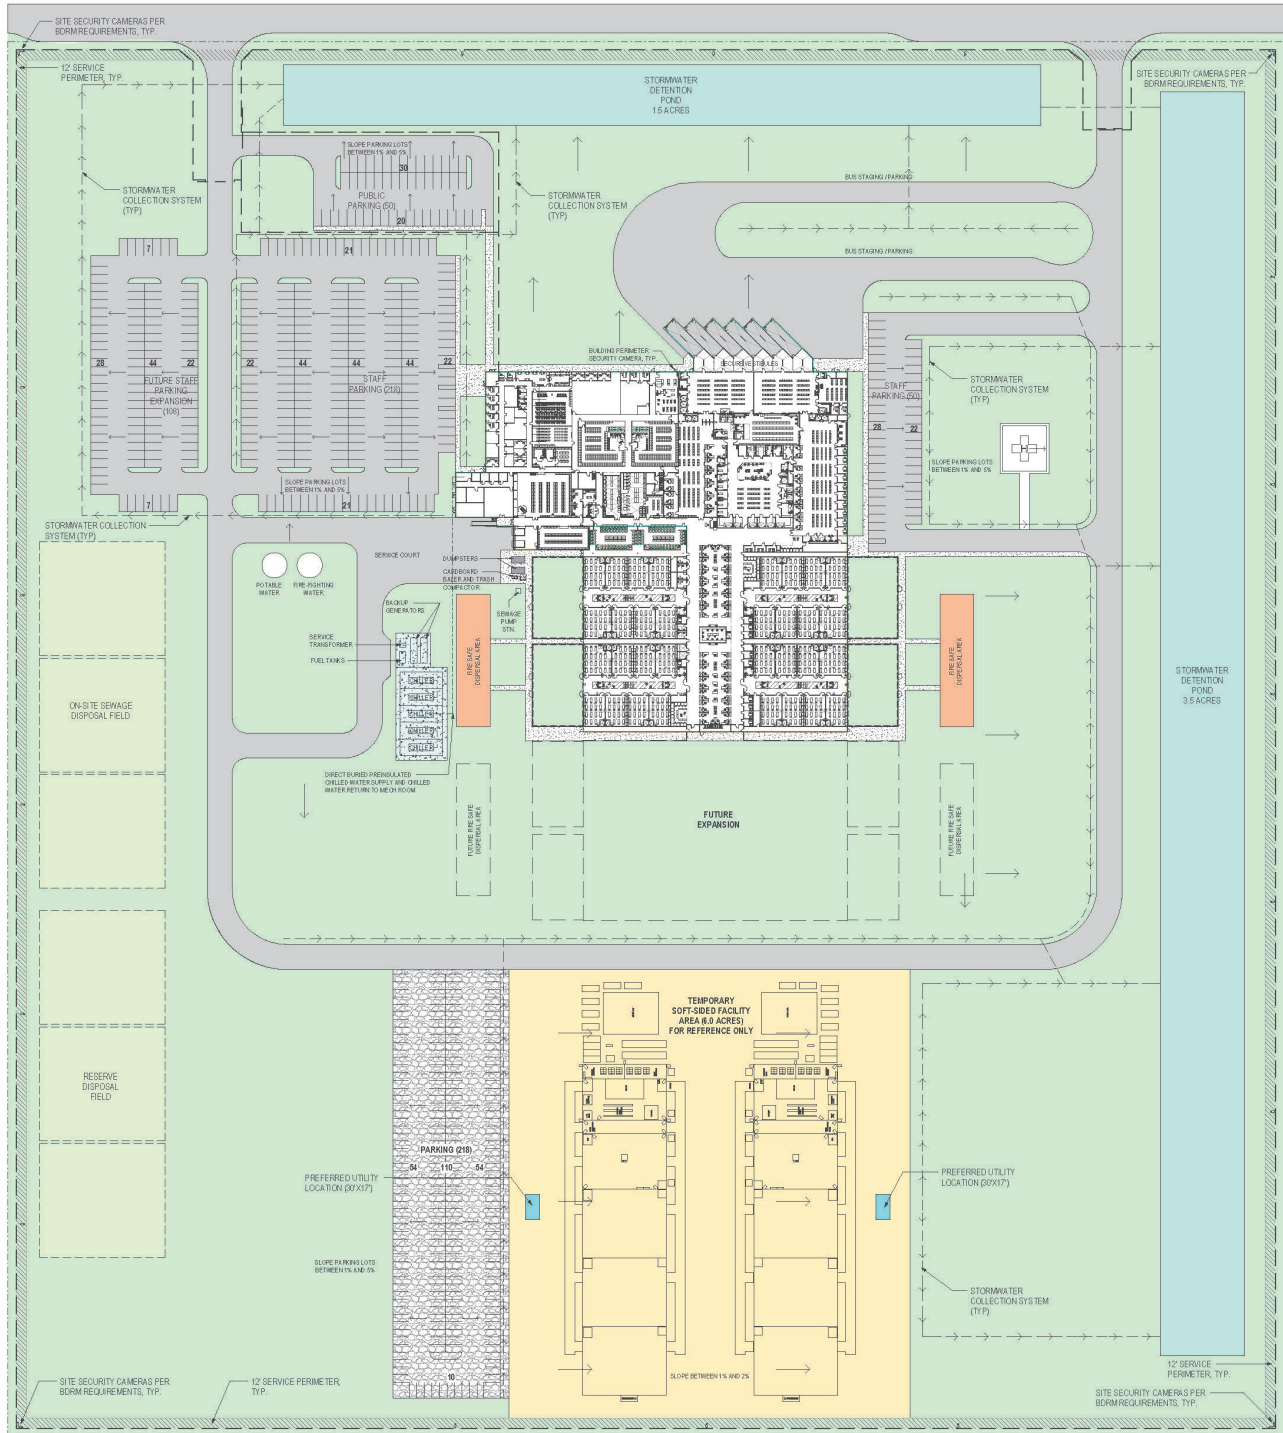 SITE SECURITY CAMERAS PER
BDRM REQUIREMENTS, TYP.
12' SERVICE
PERIMETER, TYP.
SITE SECURITY CAMERAS PER
BDRM REQUIREMENTS, TYP.
STORMWATER
DETENTION
POND
1.5 ACRES
SLOPE PARKING LOTS
BETWEEN 1% AND 5%
30
PUBLIC
PARKING (50)
20
STORMWATER
COLLECTION SYSTEM
(TYP)
STORMWATER
COLLECTION SYSTEM
(TYP)
BUS STAGING / PARKING
BUS STAGING / PARKING
7
21
28
44
22
22
44
44
44
22
FUTURE STAFF
PARKING
EXPANSION
(108)
STAFF
PARKING (218)
SLOPE PARKING LOTS
BETWEEN 1% AND 5%
7
21
BUILDING PERIMETER
SECURITY CAMERA, TYP.
SECURE VESTIBULES
STAFF
PARKING (50)
28
22
STORMWATER
COLLECTION SYSTEM
(TYP)
SLOPE PARKING LOTS
BETWEEN 1% AND 5%
STORMWATER COLLECTION
SYSTEM (TYP)
SERVICE COURT
POTABLE
WATER
FIRE-FIGHTING
WATER
DUMPSTERS
CARDBOARD
BALER AND TRASH
COMPACTOR
SEWAGE
PUMP
STN.
BACKUP
GENERATORS
SERVICE
TRANSFORMER
FUEL TANKS
CHILLER
CHILLER
CHILLER
CHILLER
CHILLER
FIRE SAFE
DISPERSAL AREA
FIRE SAFE
DISPERSAL AREA
ON-SITE SEWAGE
DISPOSAL FIELD
STORMWATER
DETENTION
POND
3.5 ACRES
DIRECT BURIED PREINSULATED
CHILLED WATER SUPPLY AND CHILLED
WATER RETURN TO MECH ROOM
FUTURE FIRE SAFE
DISPERSAL AREA
FUTURE
EXPANSION
FUTURE FIRE SAFE
DISPERSAL AREA
TEMPORARY
SOFT-SIDED FACILITY
AREA (6.0 ACRES)
FOR REFERENCE ONLY
RESERVE
DISPOSAL
FIELD
PARKING (218)
54
110
54
PREFERRED UTILITY
LOCATION (30'X17')
PREFERRED UTILITY
LOCATION (30'X17')
SLOPE PARKING LOTS
BETWEEN 1% AND 5%
STORMWATER
COLLECTION SYSTEM
(TYP)
10
SLOPE BETWEEN 1% AND 2%
SITE SECURITY CAMERAS PER
BDRM REQUIREMENTS, TYP.
12' SERVICE PERIMETER,
TYP.
12' SERVICE
PERIMETER, TYP.
SITE SECURITY CAMERAS PER
BDRM REQUIREMENTS, TYP.